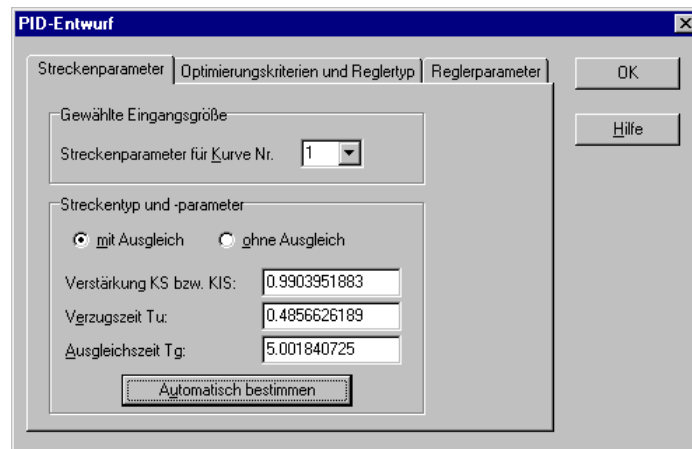 PID-Entwurf
Streckenparameter Optimierungskriterien und Reglertyp Reglerparameter
OK
Hilfe
Gewählte Eingangsgröße
Streckenparameter für Kurve Nr. 1
Streckentyp und -parameter
mit Ausgleich ohne Ausgleich
Verstärkung KS bzw. KIS: 0.9903951883
Verzugszeit Tu: 0.4856626189
Ausgleichszeit Tg: 5.001840725
Automatisch bestimmen